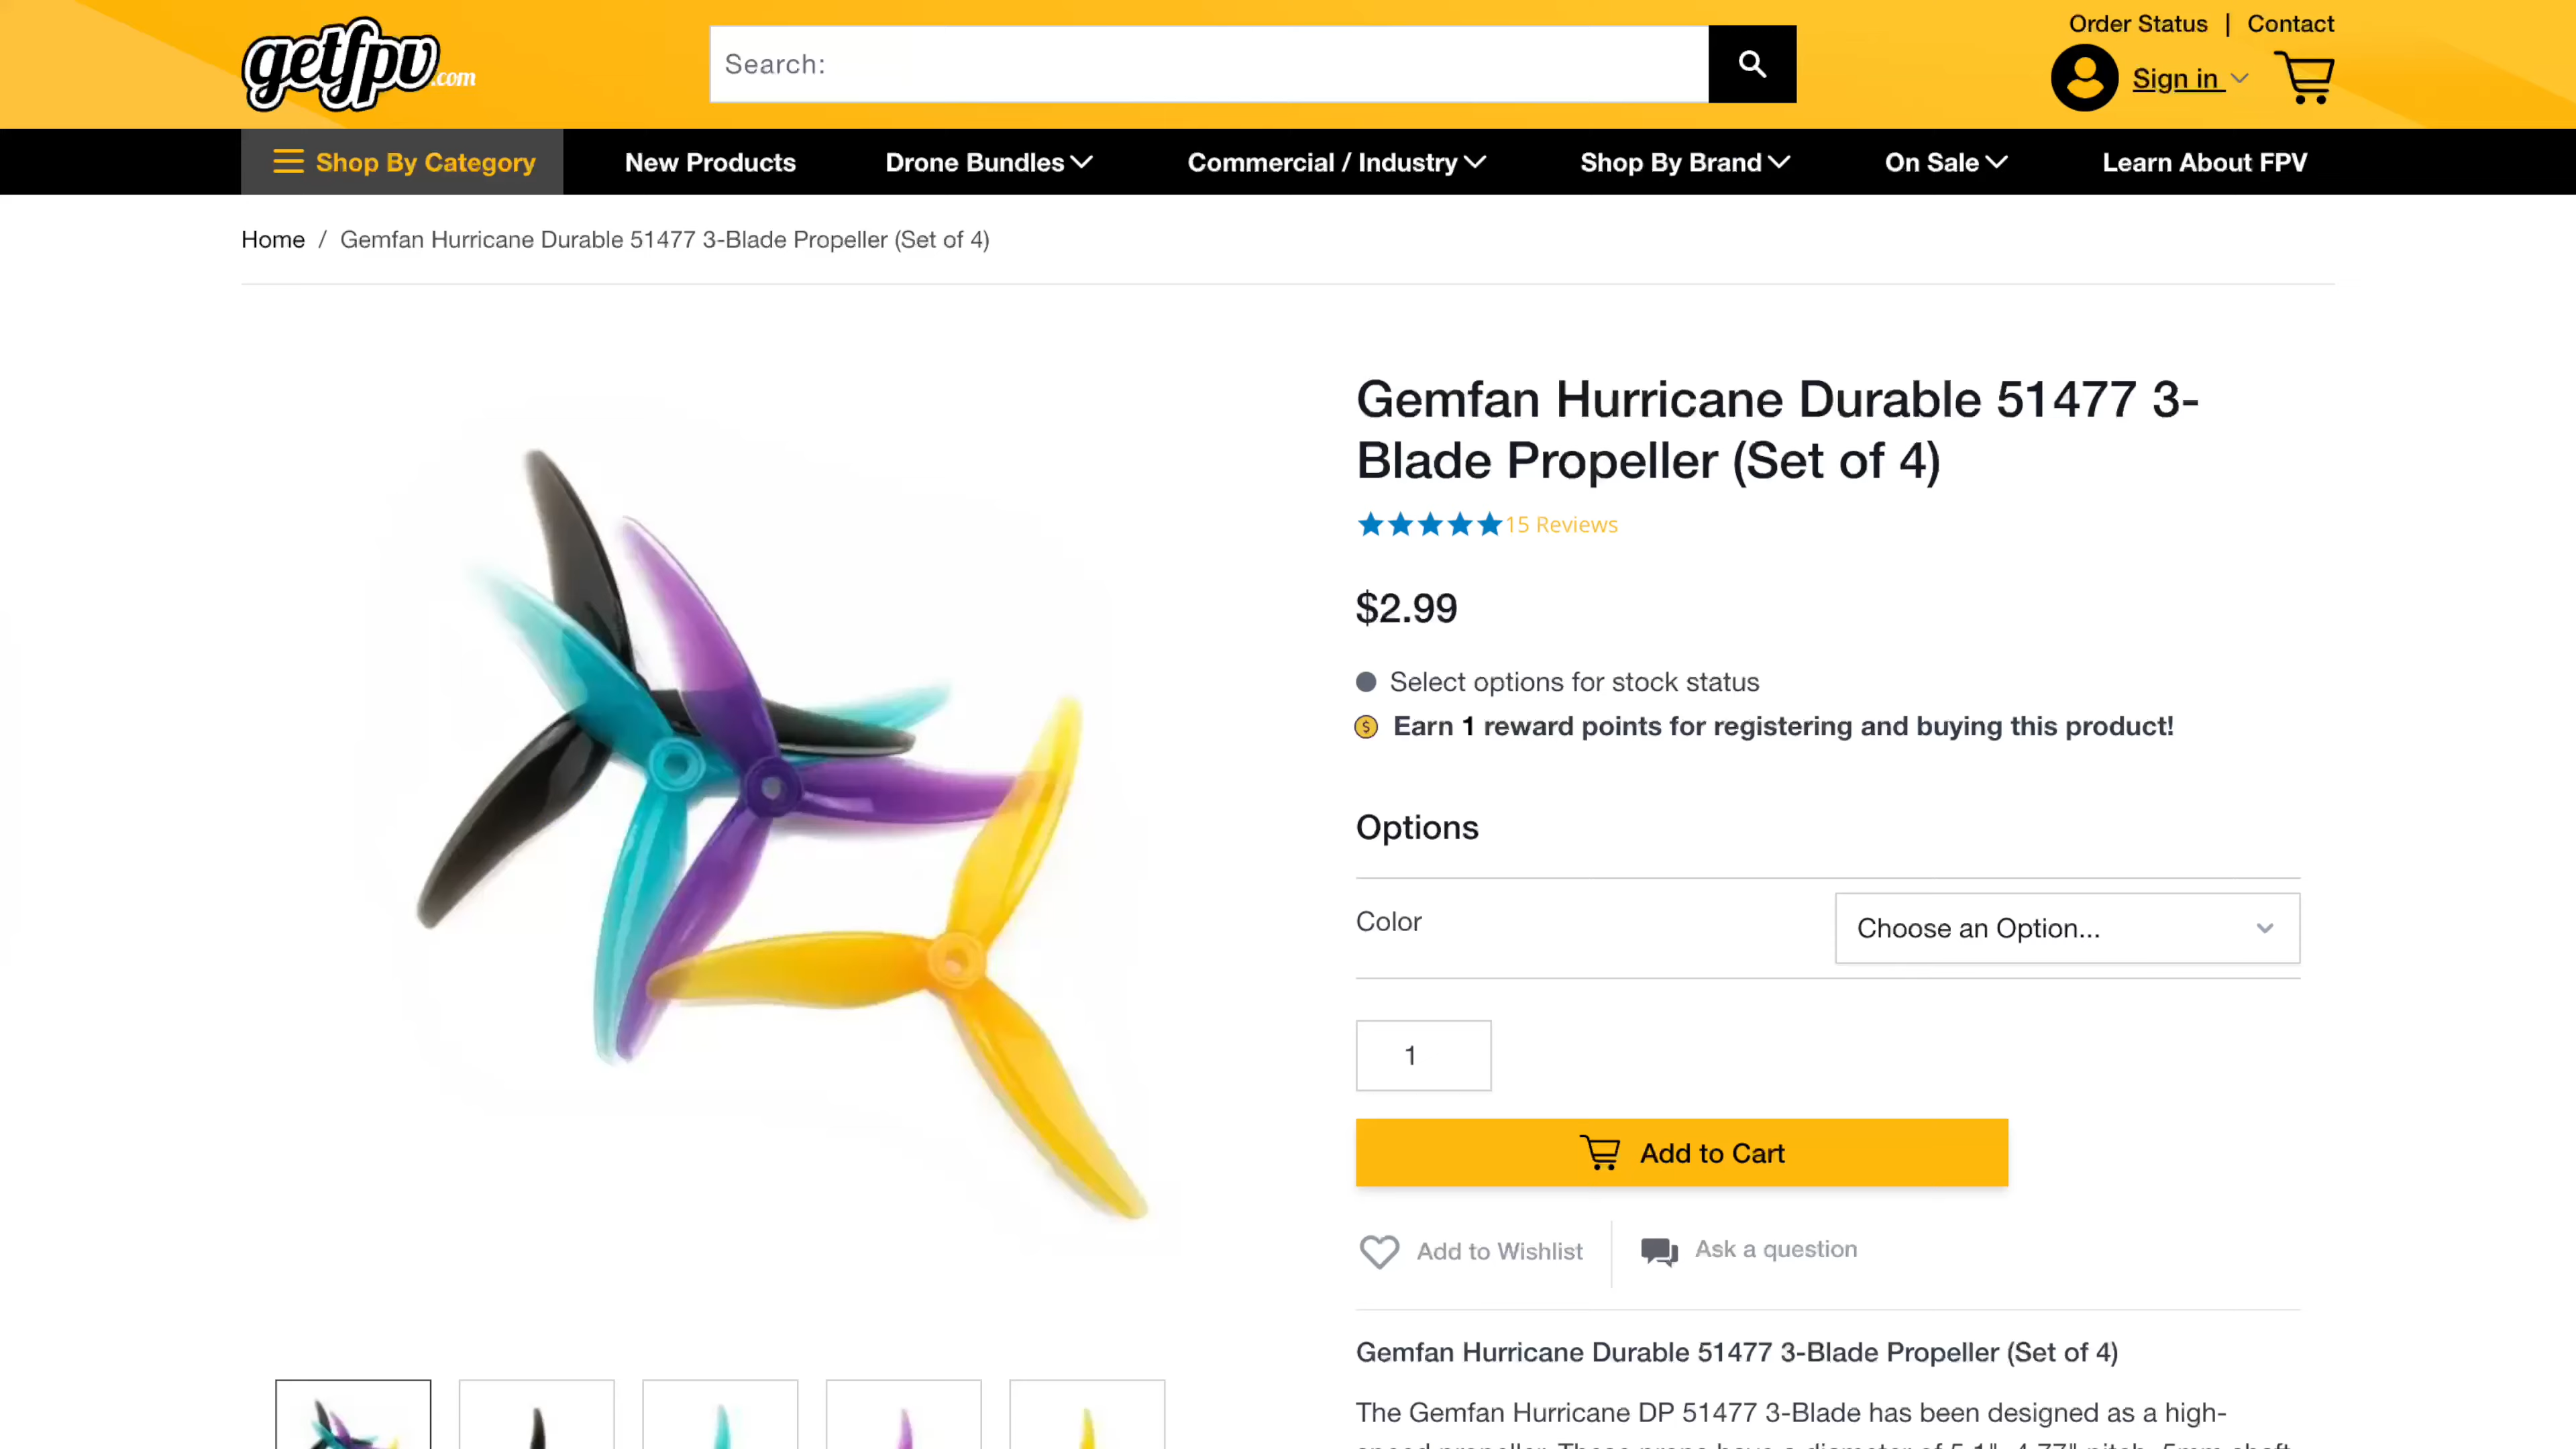 getfpv.com
Search:
Order Status | Contact
Sign in
Shop By Category
New Products
Drone Bundles
Commercial / Industry
Shop By Brand
On Sale
Learn About FPV
Home / Gemfan Hurricane Durable 51477 3-Blade Propeller (Set of 4)
Gemfan Hurricane Durable 51477 3-
Blade Propeller (Set of 4)
15 Reviews
$2.99
Select options for stock status
Earn 1 reward points for registering and buying this product!
Options
Color
Choose an Option...
1
Add to Cart
Add to Wishlist
Ask a question
Gemfan Hurricane Durable 51477 3-Blade Propeller (Set of 4)
The Gemfan Hurricane DP 51477 3-Blade has been designed as a high-